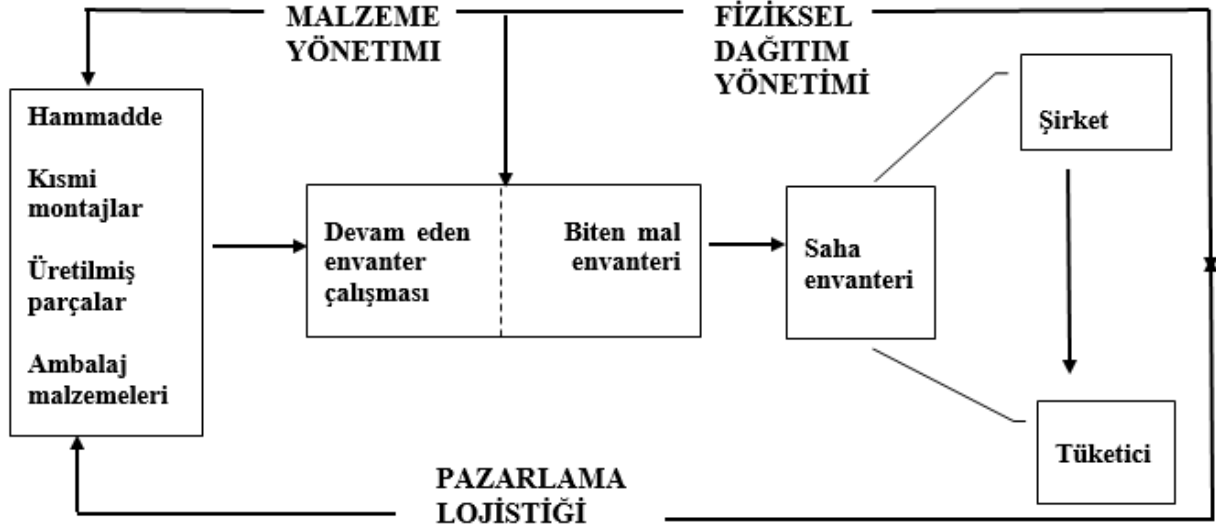 MALZEME
YÖNETIMI
FİZİKSEL
DAĞITIM
YÖNETİMİ
Hammadde
Kısmi
montajlar
Üretilmiş
parçalar
Ambalaj
malzemeleri
Devam eden
envanter
çalışması
Biten mal
envanteri
Saha
envanteri
Şirket
Tüketici
PAZARLAMA
LOJİSTİĞİ